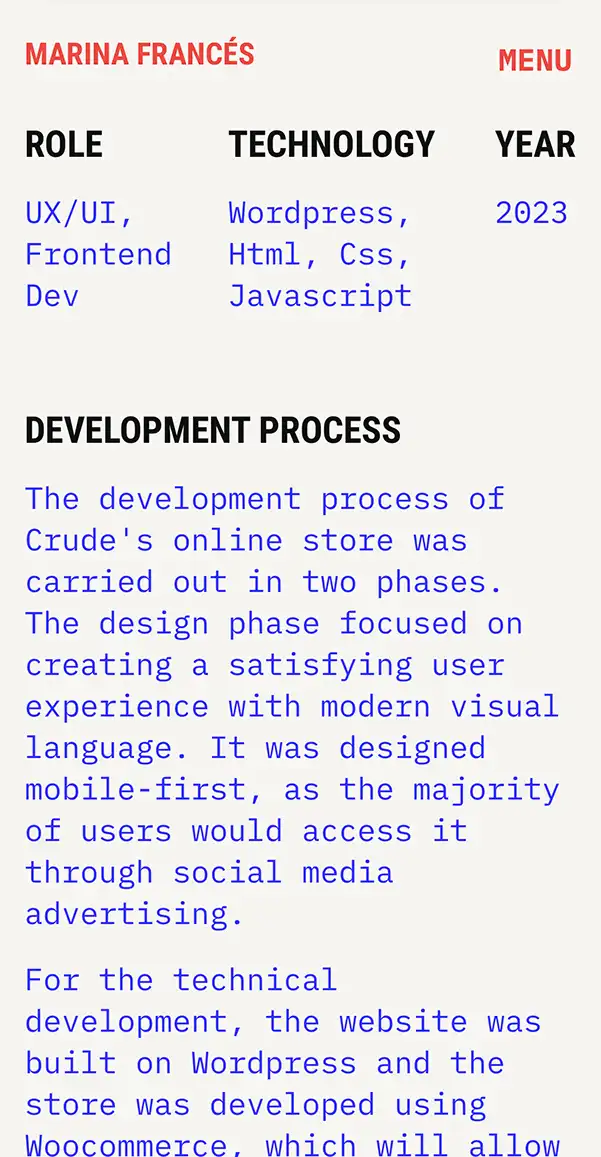 MARINA FRANCÉS
MENU
ROLE
UX/UI,
Frontend
Dev
TECHNOLOGY
Wordpress,
Html, Css,
Javascript
YEAR
2023
DEVELOPMENT PROCESS
The development process of
Crude's online store was
carried out in two phases.
The design phase focused on
creating a satisfying user
experience with modern visual
language. It was designed
mobile-first, as the majority
of users would access it
through social media
advertising.
For the technical
development, the website was
built on Wordpress and the
store was developed using
Woocommerce, which will allow